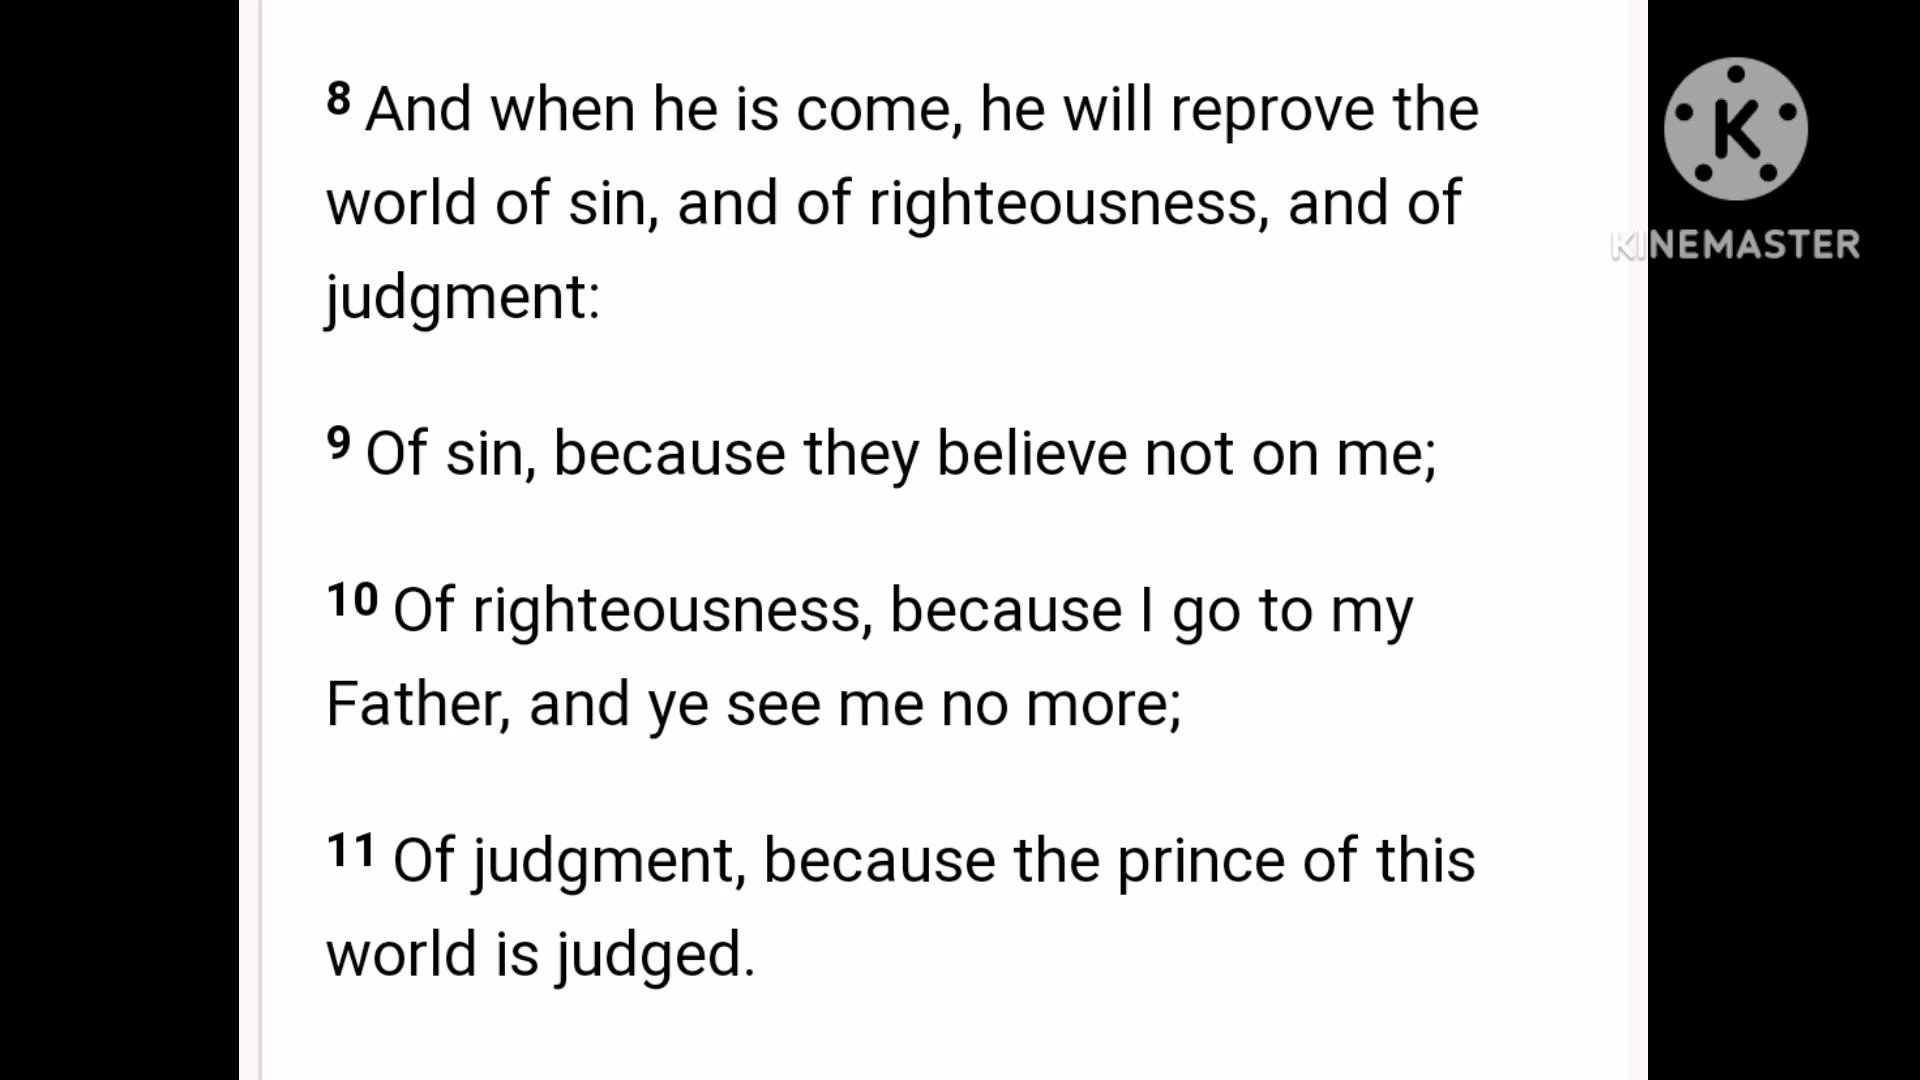 8 And when he is come, he will reprove the
world of sin, and of righteousness, and of
judgment:
9 Of sin, because they believe not on me;
10 Of righteousness, because I go to my
Father, and ye see me no more;
11 Of judgment, because the prince of this
world is judged.
K
KINEMASTER